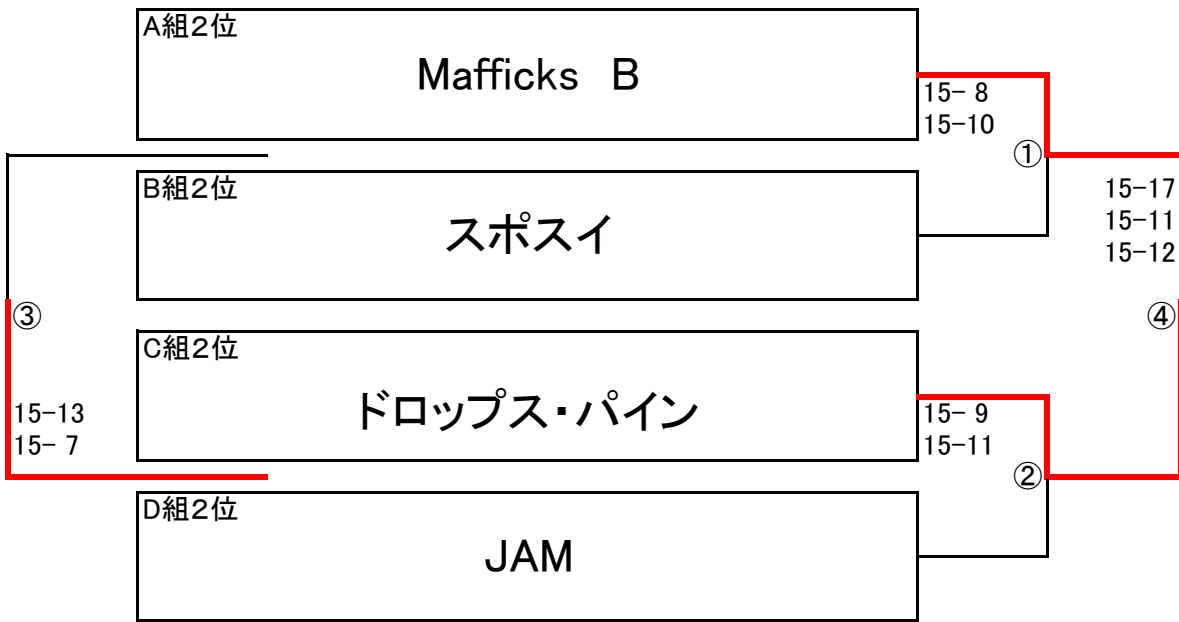 A組2位
Mafficks B
15- 8
15-10
①
B組2位
スポスイ
15-17
15-11
15-12
③
④
C組2位
ドロップス・パイン
15-13
15- 7
15- 9
15-11
②
D組2位
JAM